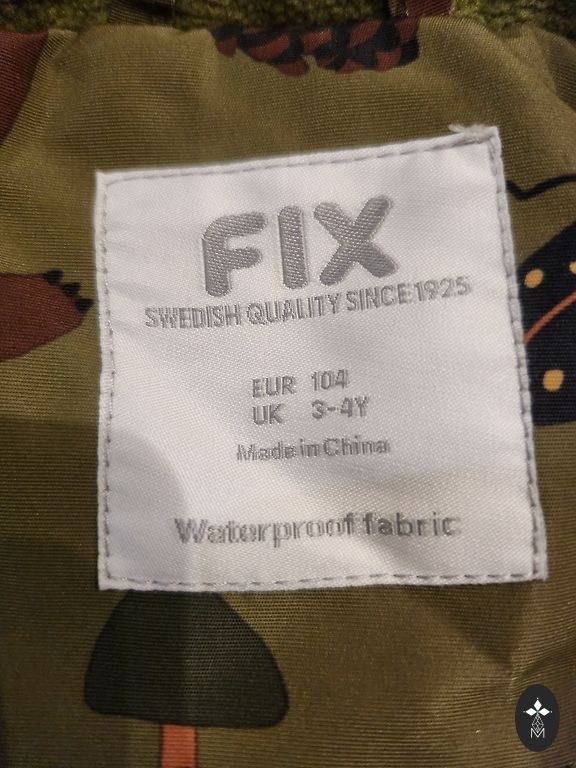 FIX
SWEDISH QUALITY SINCE 1925
EUR 104
UK 3-4Y
Made in China
Waterproof fabric
M